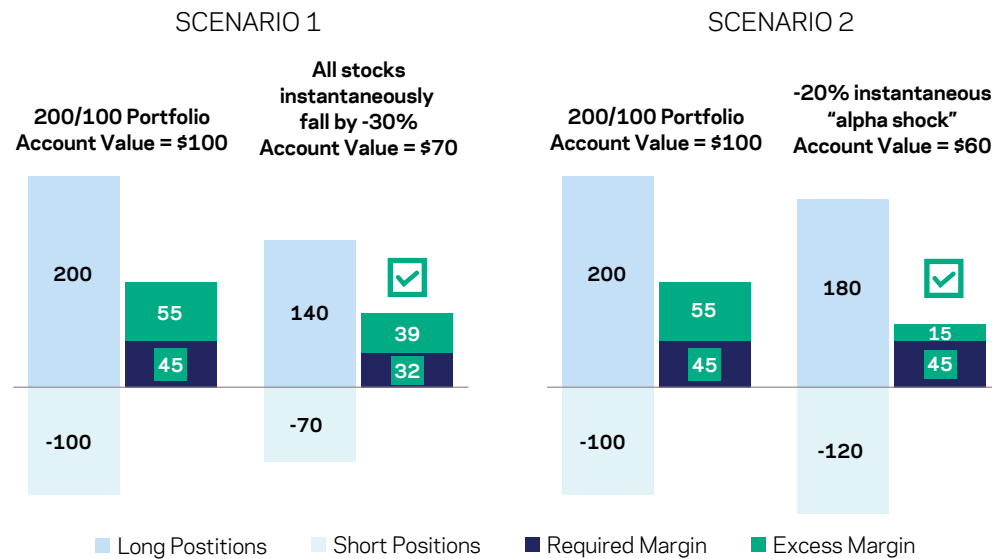 SCENARIO 1
200/100 Portfolio
Account Value = $100
All stocks
instantaneously
fall by -30%
Account Value = $70
200
55
45
-100
140
39
32
-70
SCENARIO 2
200/100 Portfolio
Account Value = $100
-20% instantaneous
“alpha shock”
Account Value = $60
200
55
45
-100
180
15
45
-120
Long Postitions
Short Positions
Required Margin
Excess Margin